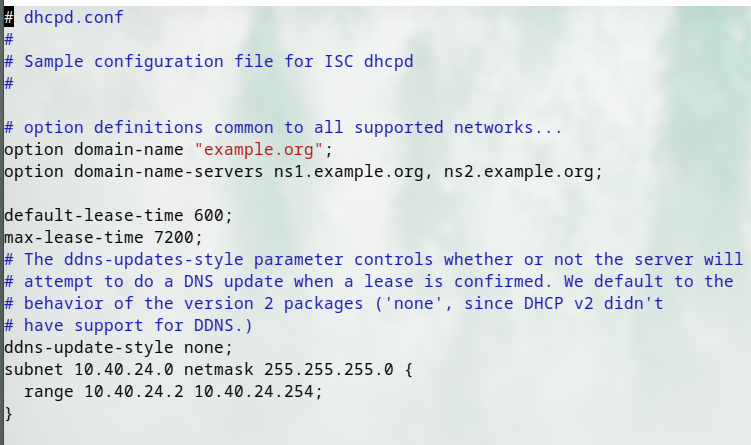 # dhcpd.conf
#
# Sample configuration file for ISC dhcpd
#

# option definitions common to all supported networks...
option domain-name "example.org";
option domain-name-servers ns1.example.org, ns2.example.org;

default-lease-time 600;
max-lease-time 7200;
# The ddns-updates-style parameter controls whether or not the server will
# attempt to do a DNS update when a lease is confirmed. We default to the
# behavior of the version 2 packages ('none', since DHCP v2 didn't
# have support for DDNS.)
ddns-update-style none;
subnet 10.40.24.0 netmask 255.255.255.0 {
  range 10.40.24.2 10.40.24.254;
}